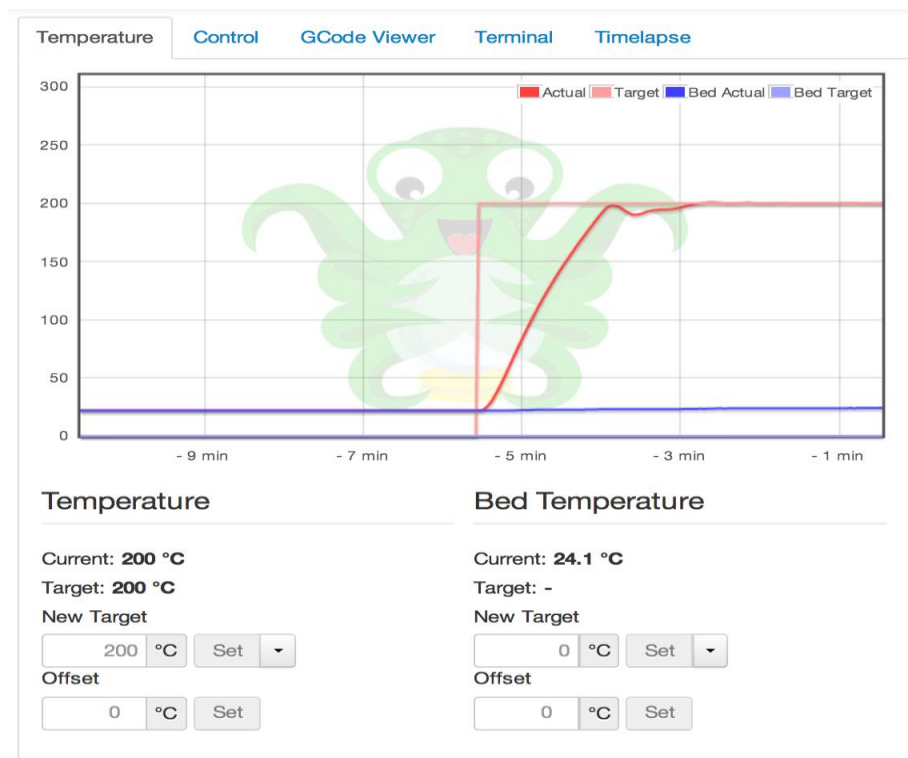 Temperature Control GCode Viewer Terminal Timelapse
300
Actual Target Bed Actual Bed Target
250
200
150
100
50
0
- 9 min - 7 min - 5 min - 3 min - 1 min
Temperature
Current: 200 °C
Target: 200 °C
New Target
200 °C Set
Offset
0 °C Set
Bed Temperature
Current: 24.1 °C
Target: -
New Target
0 °C Set
Offset
0 °C Set